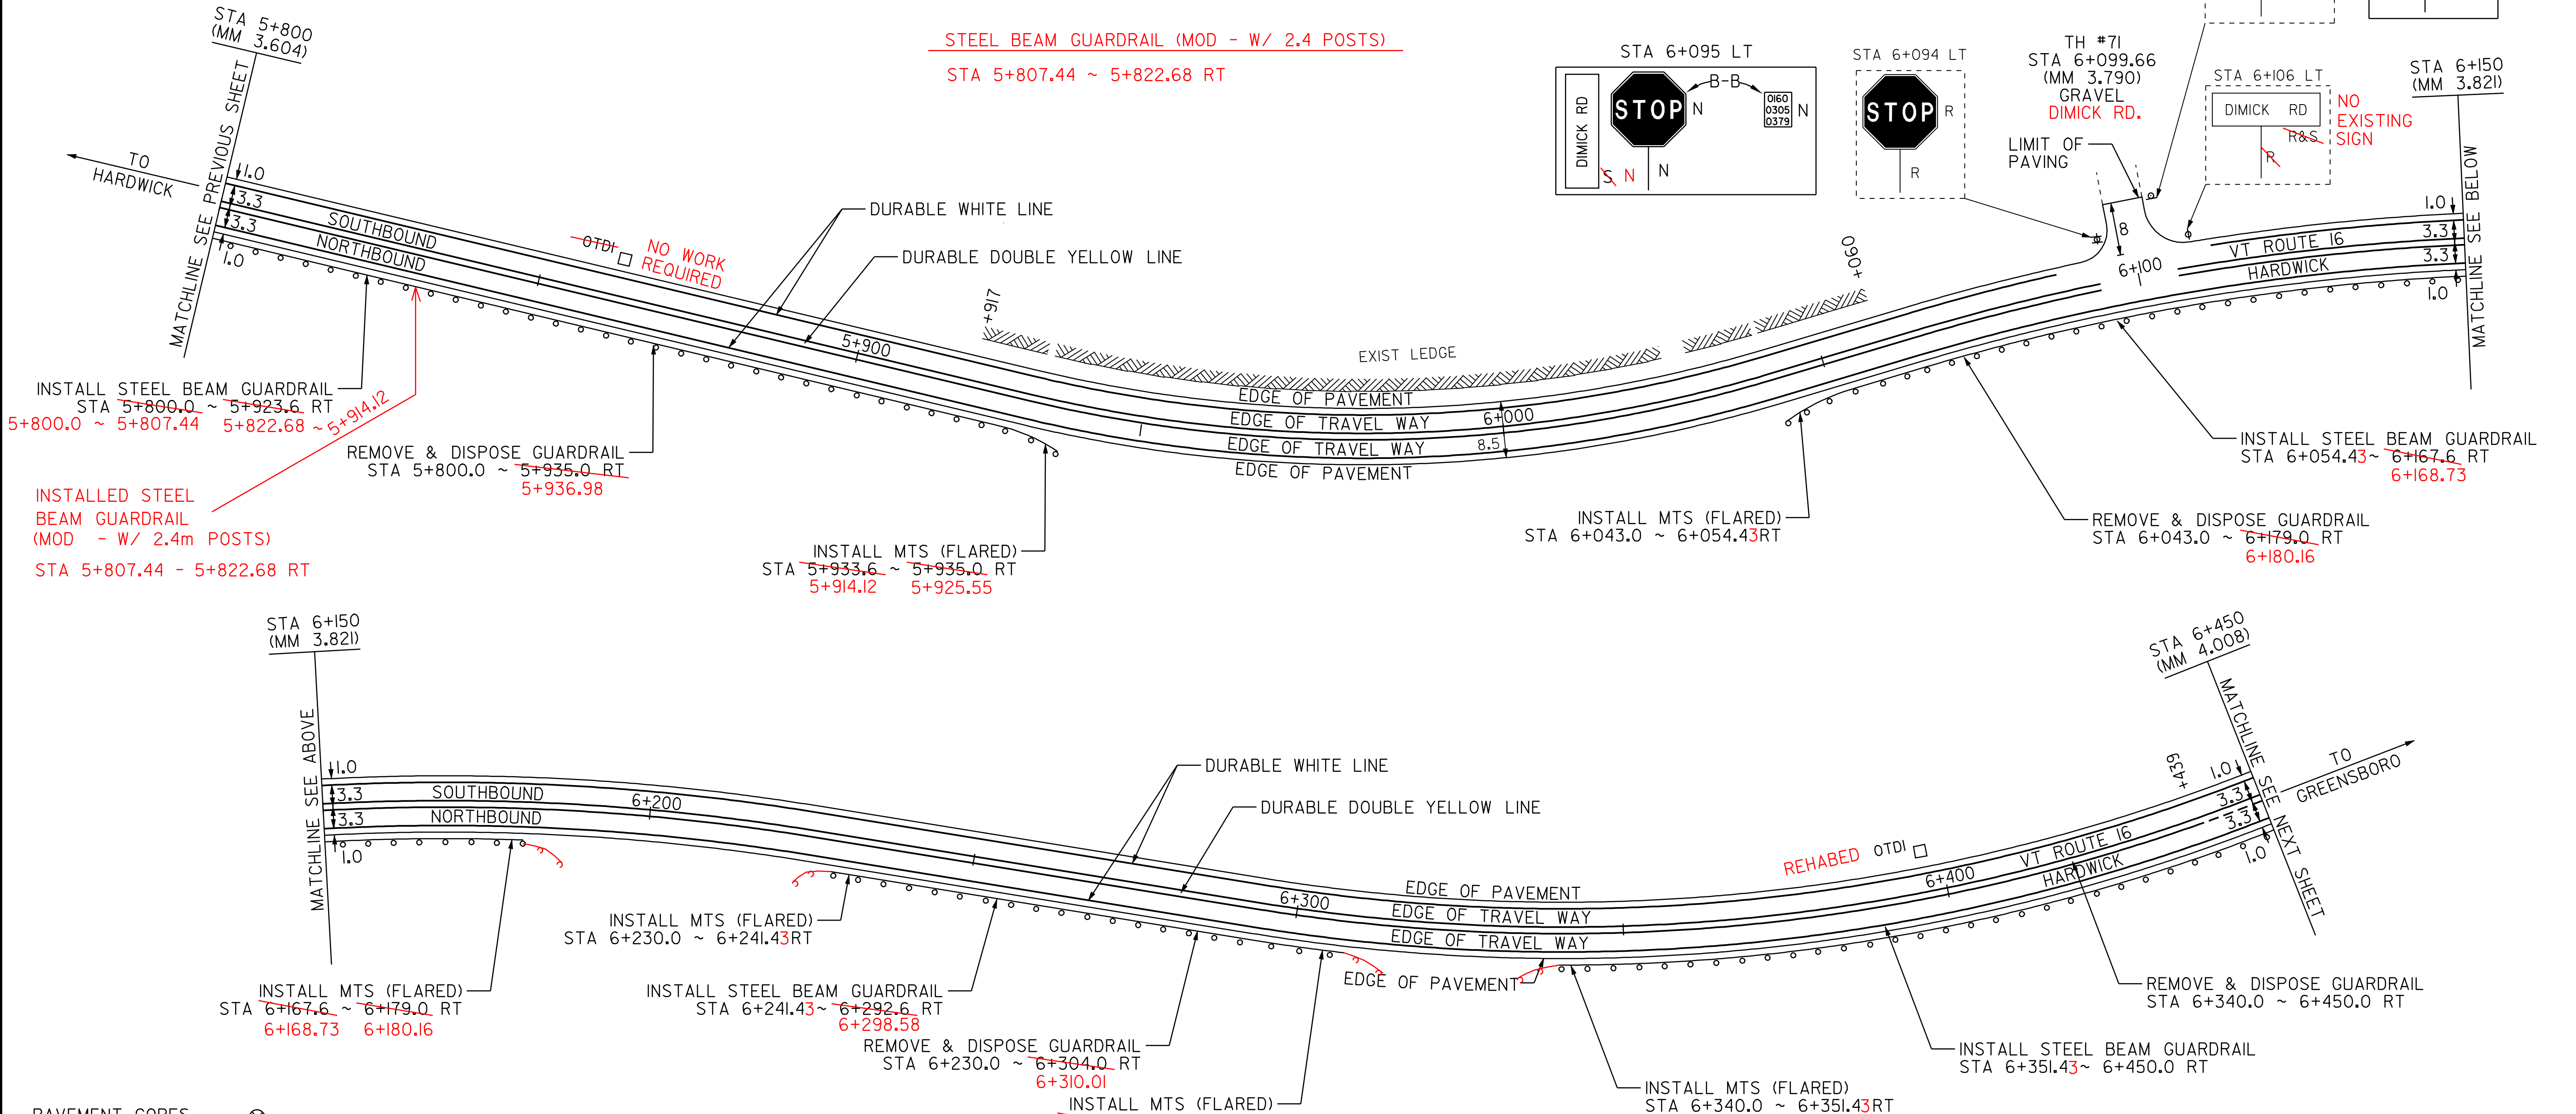 STA 5+800
(MM 3.604)
MATCHLINE SEE PREVIOUS SHEET
TO
HARDWICK
STEEL BEAM GUARDRAIL (MOD - W/ 2.4 POSTS)
STA 5+807.44 ~ 5+822.68 RT
STA 6+095 LT
DIMICK RD
STOP
N
B-B
0160
0305
0379
N
S N
N
STA 6+094 LT
STOP
R
R
TH #71
STA 6+099.66
(MM 3.790)
GRAVEL
DIMICK RD.
LIMIT OF
PAVING
STA 6+106 LT
DIMICK RD
R&S
R
NO
EXISTING
SIGN
STA 6+150
(MM 3.821)
MATCHLINE SEE BELOW
1.0
3.3
3.3
1.0
SOUTHBOUND
NORTHBOUND
OTDI
NO WORK
REQUIRED
DURABLE WHITE LINE
DURABLE DOUBLE YELLOW LINE
5+900
+917
EXIST LEDGE
+060
EDGE OF PAVEMENT
EDGE OF TRAVEL WAY
6+000
EDGE OF TRAVEL WAY
8.5
EDGE OF PAVEMENT
8
6+100
VT ROUTE 16
HARDWICK
1.0
3.3
3.3
1.0
INSTALL STEEL BEAM GUARDRAIL
STA 5+800.0 ~ 5+923.6 RT
5+800.0 ~ 5+807.44 5+822.68 ~ 5+914.12
REMOVE & DISPOSE GUARDRAIL
STA 5+800.0 ~ 5+935.0 RT
5+936.98
INSTALLED STEEL
BEAM GUARDRAIL
(MOD - W/ 2.4m POSTS)
STA 5+807.44 - 5+822.68 RT
INSTALL MTS (FLARED)
STA 5+933.6 ~ 5+935.0 RT
5+914.12 5+925.55
INSTALL MTS (FLARED)
STA 6+043.0 ~ 6+054.43RT
INSTALL STEEL BEAM GUARDRAIL
STA 6+054.43~ 6+167.6 RT
6+168.73
REMOVE & DISPOSE GUARDRAIL
STA 6+043.0 ~ 6+179.0 RT
6+180.16
STA 6+150
(MM 3.821)
MATCHLINE SEE ABOVE
1.0
3.3
3.3
1.0
SOUTHBOUND
NORTHBOUND
6+200
DURABLE WHITE LINE
DURABLE DOUBLE YELLOW LINE
6+300
EDGE OF PAVEMENT
EDGE OF TRAVEL WAY
EDGE OF TRAVEL WAY
EDGE OF PAVEMENT
REHABED
OTDI
6+400
VT ROUTE 16
HARDWICK
+439
1.0
3.3
3.3
1.0
STA 6+450
(MM 4.008)
MATCHLINE SEE NEXT SHEET
TO
GREENSBORO
INSTALL MTS (FLARED)
STA 6+167.6 ~ 6+179.0 RT
6+168.73 6+180.16
INSTALL MTS (FLARED)
STA 6+230.0 ~ 6+241.43RT
INSTALL STEEL BEAM GUARDRAIL
STA 6+241.43~ 6+292.6 RT
6+298.58
REMOVE & DISPOSE GUARDRAIL
STA 6+230.0 ~ 6+304.0 RT
6+310.01
INSTALL MTS (FLARED)
INSTALL MTS (FLARED)
STA 6+340.0 ~ 6+351.43RT
INSTALL STEEL BEAM GUARDRAIL
STA 6+351.43~ 6+450.0 RT
REMOVE & DISPOSE GUARDRAIL
STA 6+340.0 ~ 6+450.0 RT
PAVEMENT CORES